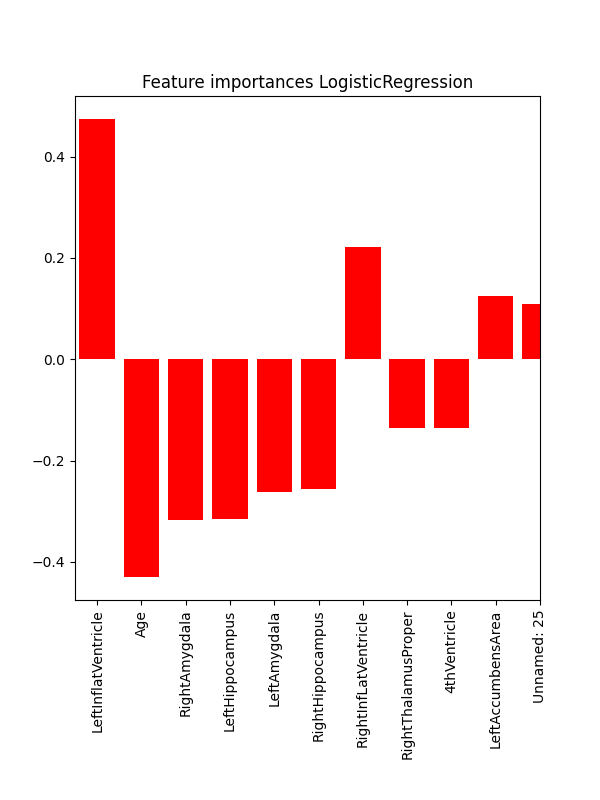 Feature importances LogisticRegression
0.4
0.2
0.0
−0.2
−0.4
LeftInflatVentricle
Age
RightAmygdala
LeftHippocampus
LeftAmygdala
RightHippocampus
RightInfLatVentricle
RightThalamusProper
4thVentricle
LeftAccumbensArea
Unnamed: 25